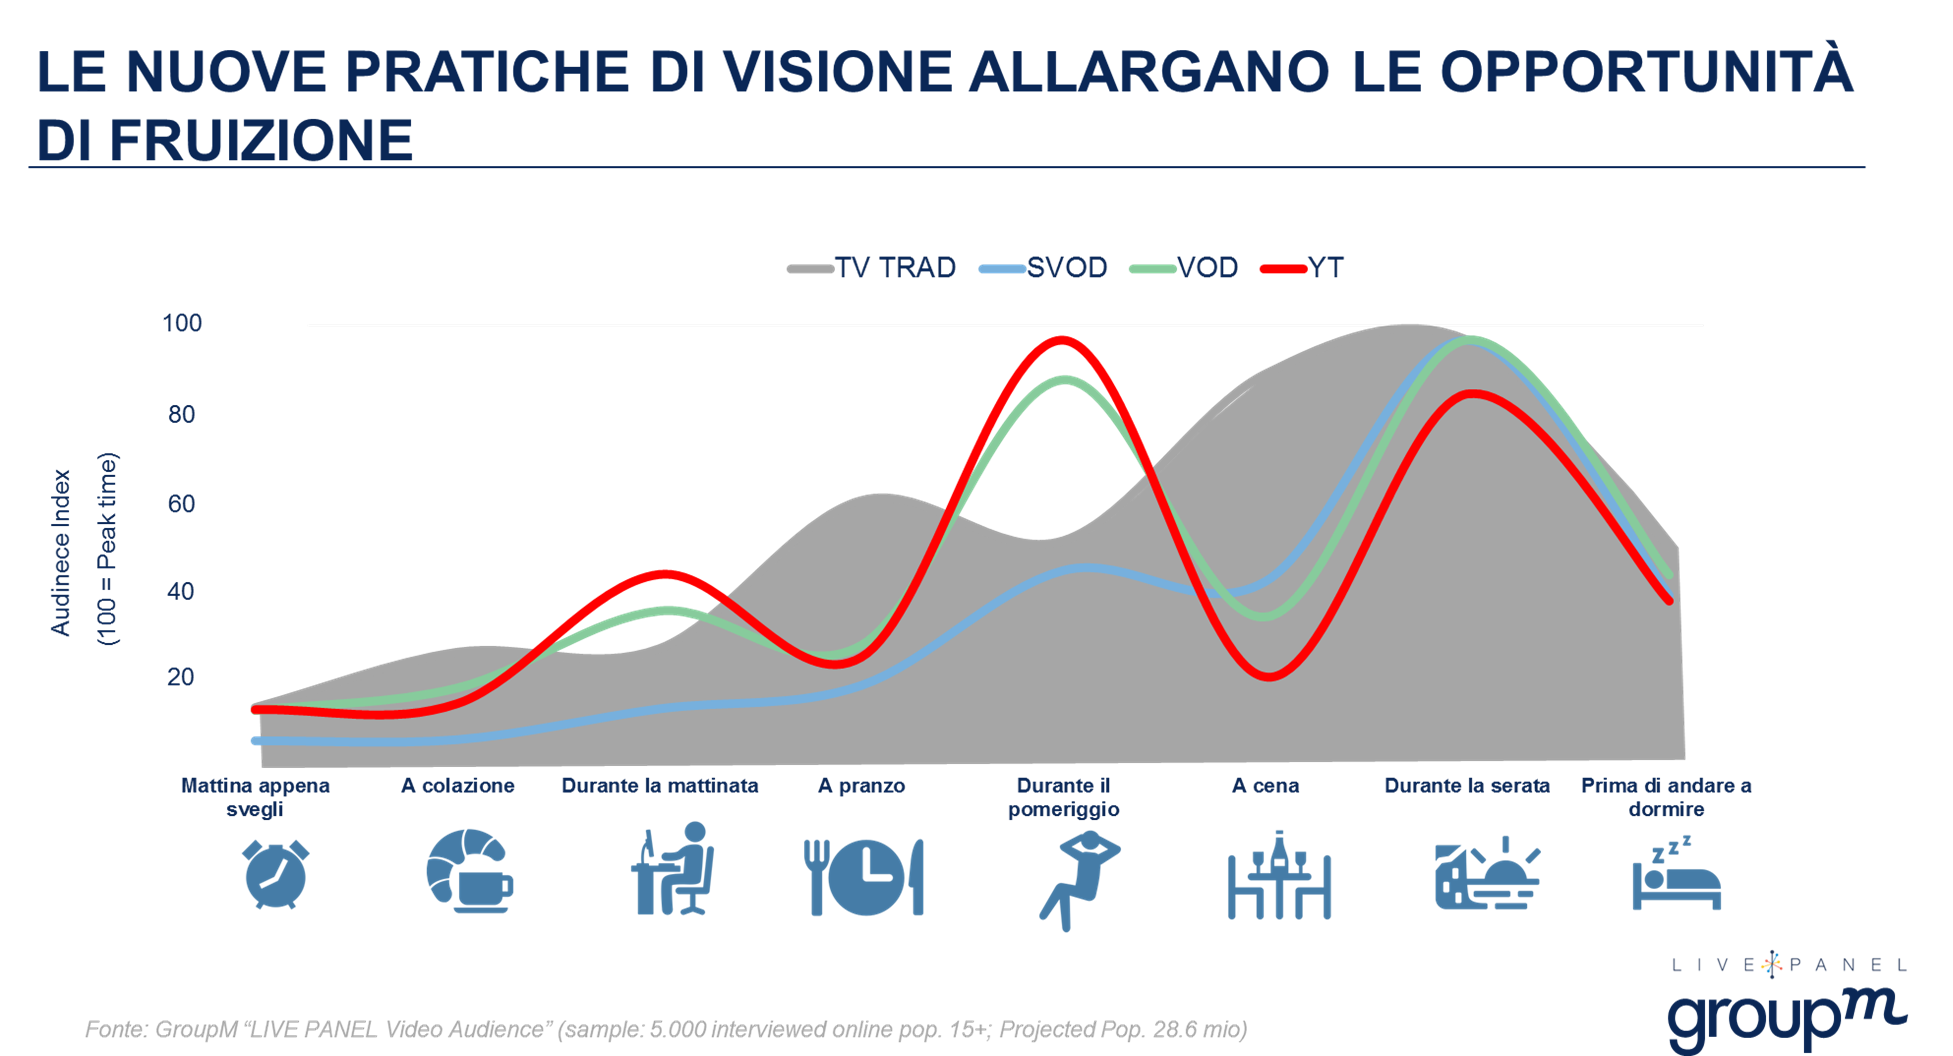 LE NUOVE PRATICHE DI VISIONE ALLARGANO LE OPPORTUNITÀ
DI FRUIZIONE
TV TRAD
SVOD
VOD
YT
100
80
60
40
20
Audinece Index
(100 = Peak time)
Mattina appena
svegli
A colazione
Durante la mattinata
A pranzo
Durante il
pomeriggio
A cena
Durante la serata
Prima di andare a
dormire
z z z
LIVE PANEL
groupm
Fonte: GroupM “LIVE PANEL Video Audience” (sample: 5.000 interviewed online pop. 15+; Projected Pop. 28.6 mio)